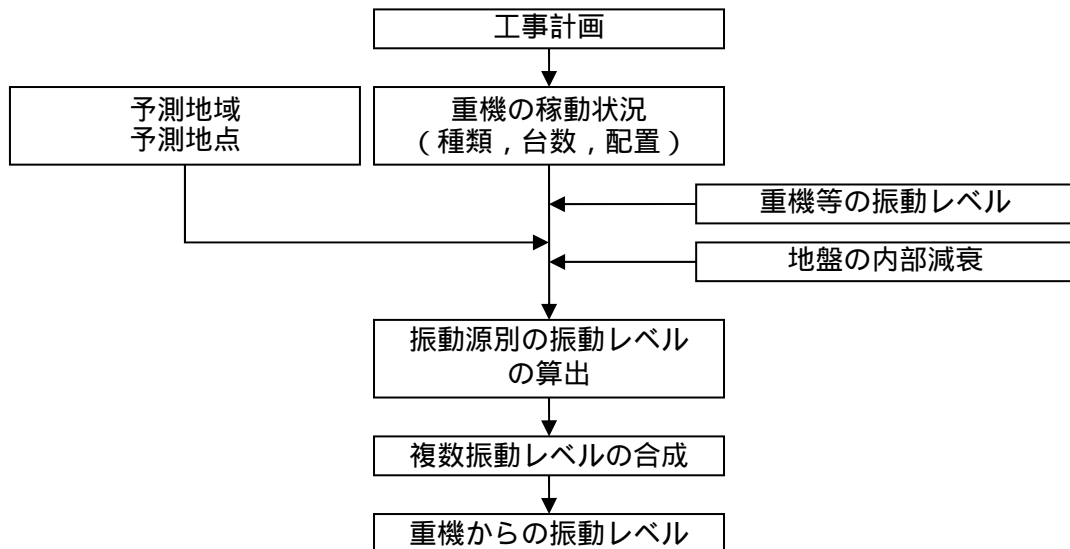 工事計画
予測地域
予測地点
重機の稼動状況
（種類，台数，配置）
重機等の振動レベル
地盤の内部減衰
振動源別の振動レベル
の算出
複数振動レベルの合成
重機からの振動レベル